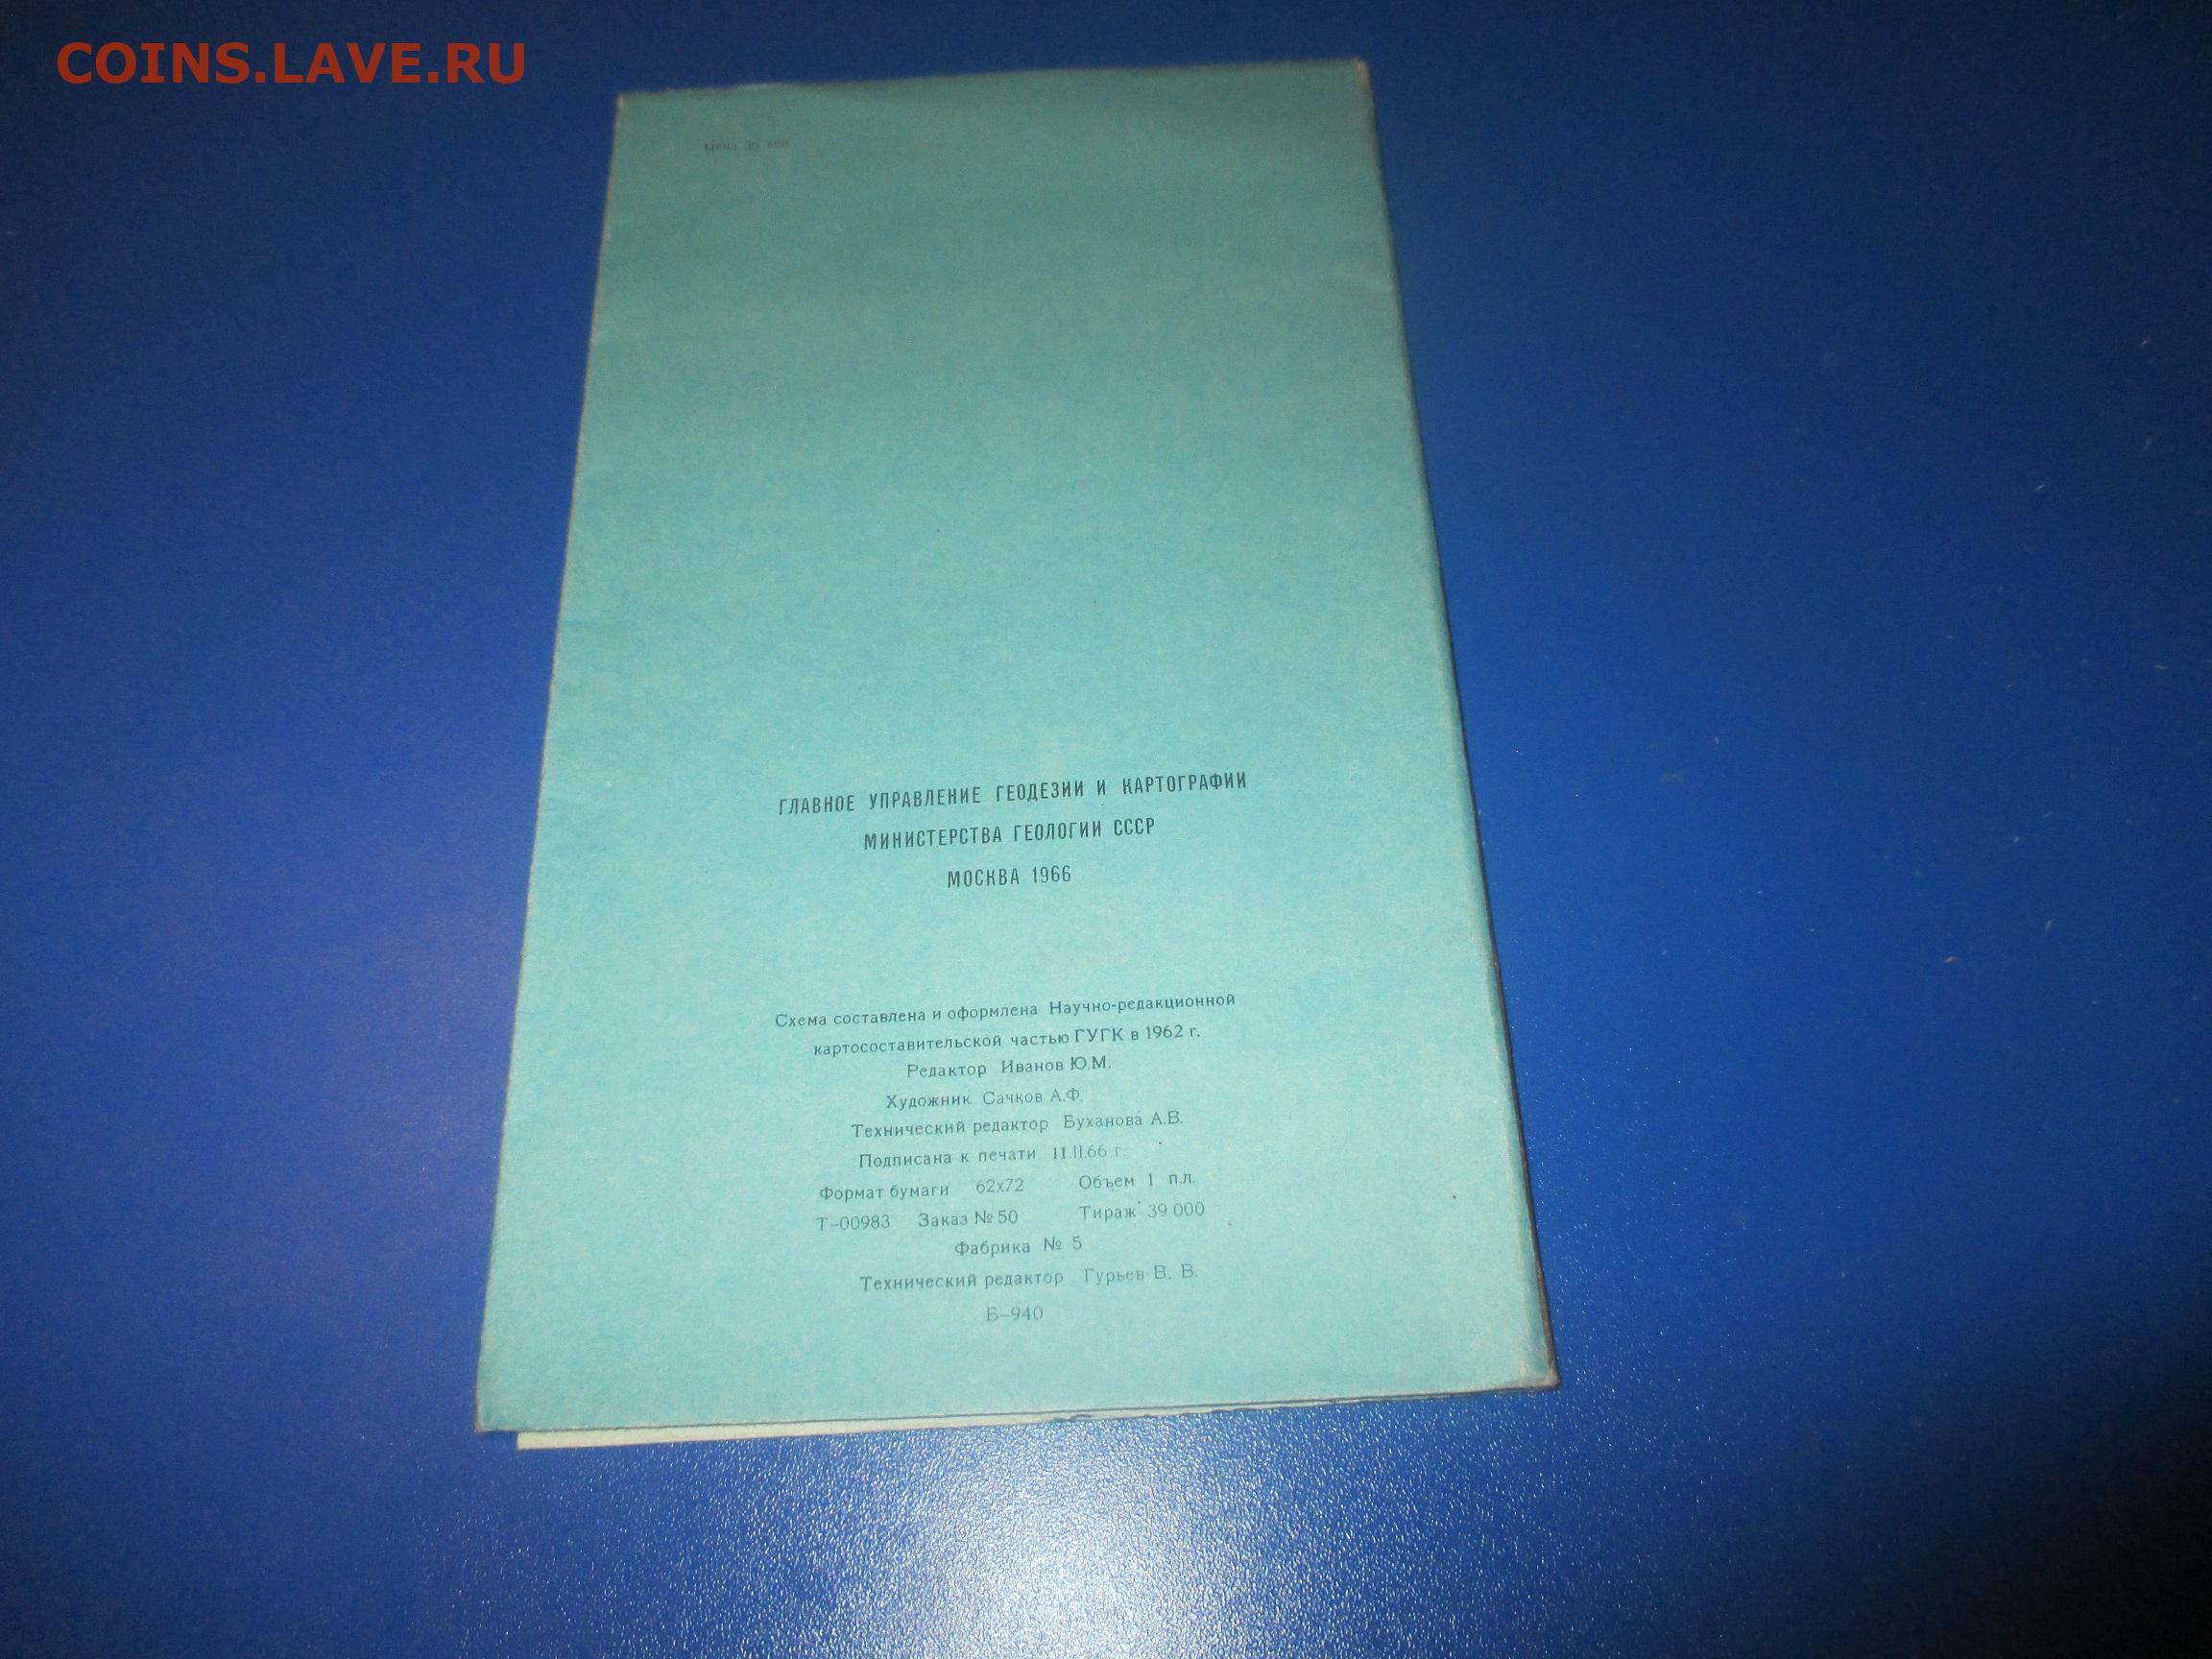 COINS.LAVE.RU
ГЛАВНОЕ УПРАВЛЕНИЕ ГЕОДЕЗИИ И КАРТОГРАФИИ
МИНИСТЕРСТВА ГЕОЛОГИИ СССР
МОСКВА 1966
Схема составлена и оформлена Научно-редакционной
картосоставительской частью ГУГК в 1962 г.
Редактор Иванов Ю.М.
Художник Сачков А.Ф.
Технический редактор Буханова А.В.
Подписана к печати 11.II.66 г.
Формат бумаги 62х72 Объем 1 п.л.
Т-00983 Заказ № 50 Тираж 39 000
Фабрика № 5
Технический редактор Гурьев В. В.
Б-940